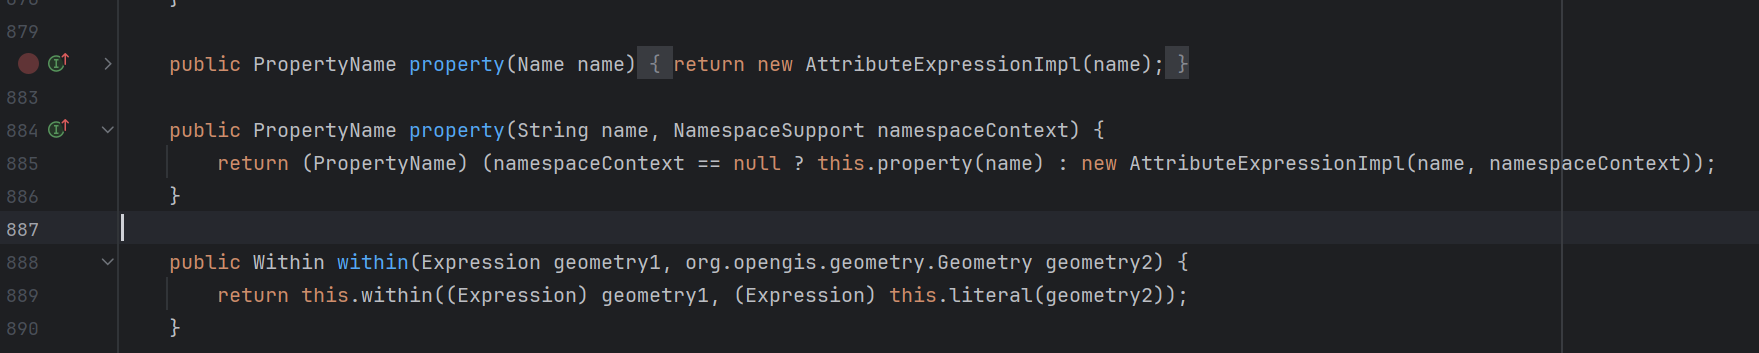 879
public PropertyName property(Name name) { return new AttributeExpressionImpl(name); }
883
884 public PropertyName property(String name, NamespaceSupport namespaceContext) {
885 return (PropertyName) (namespaceContext == null ? this.property(name) : new AttributeExpressionImpl(name, namespaceContext));
886 }
887
888 public Within within(Expression geometry1, org.opengis.geometry.Geometry geometry2) {
889 return this.within((Expression) geometry1, (Expression) this.literal(geometry2));
890 }